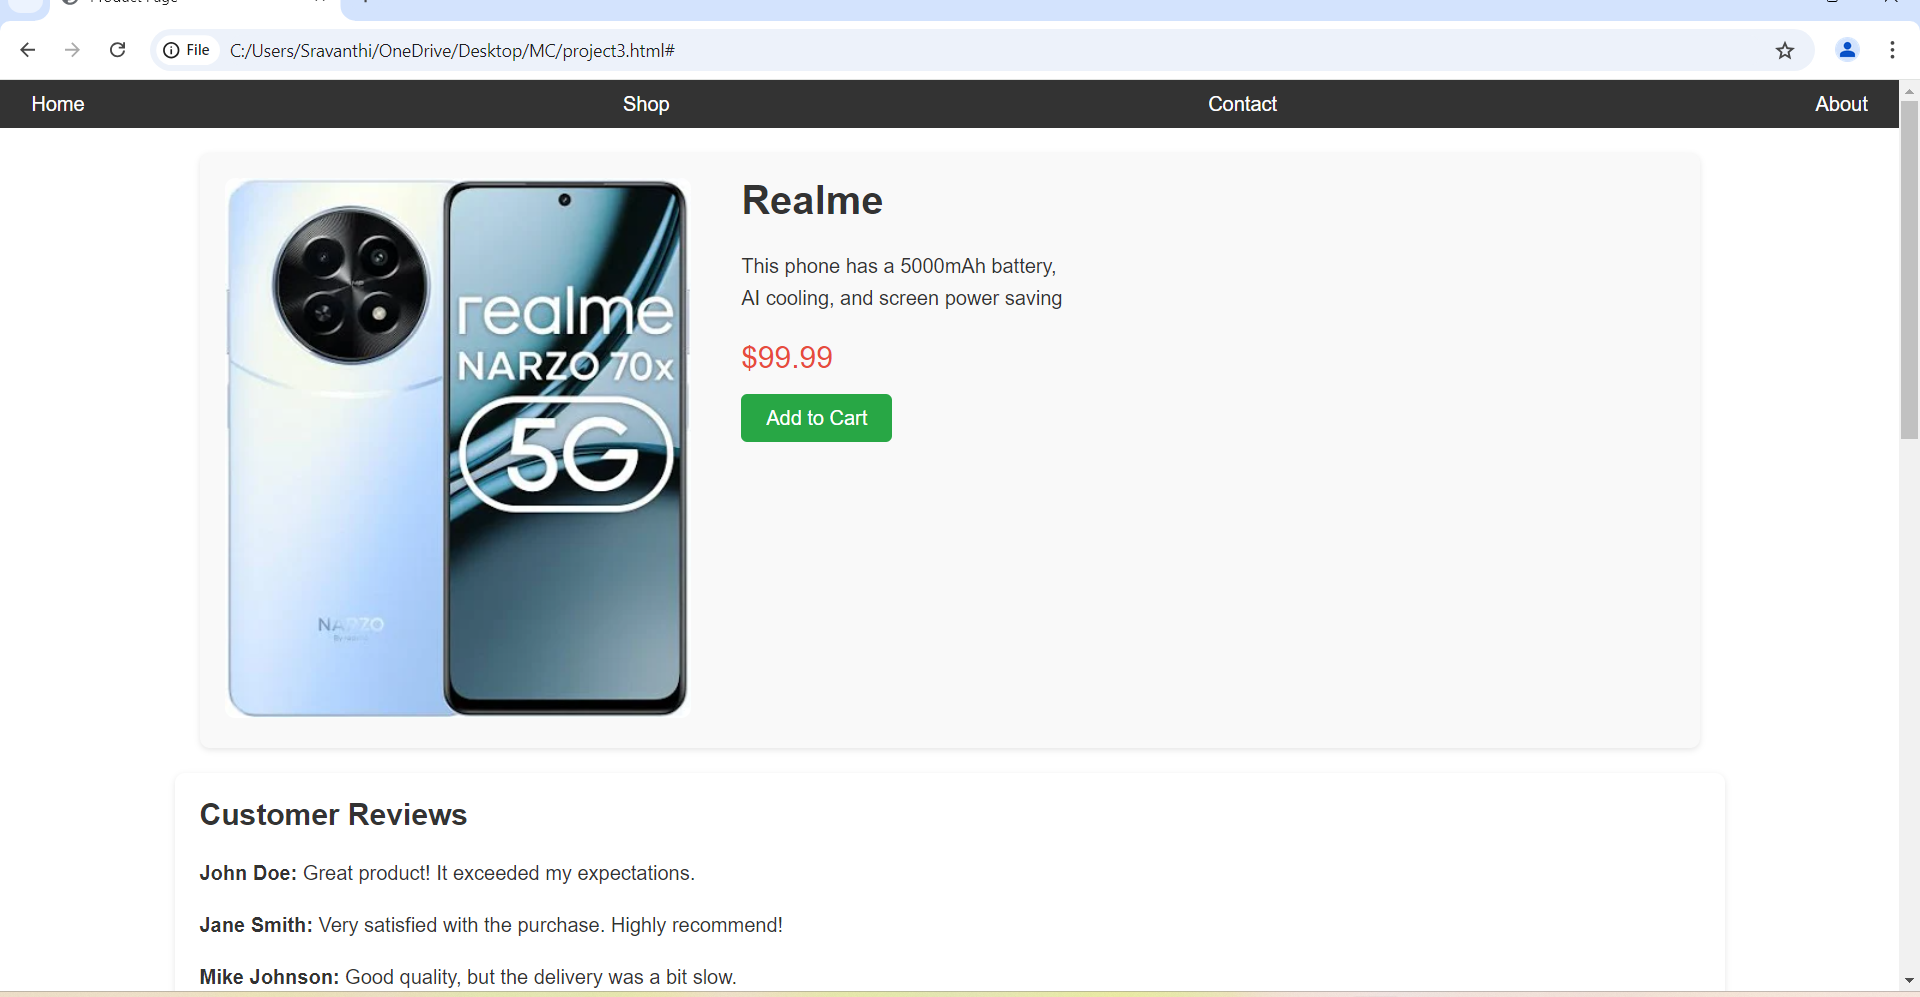 Product Page
File C:/Users/Sravanthi/OneDrive/Desktop/MC/project3.html#
Home Shop Contact About
realme
NARZO 70x
5G
NARZO
Realme
This phone has a 5000mAh battery,
AI cooling, and screen power saving
$99.99
Add to Cart
Customer Reviews
John Doe: Great product! It exceeded my expectations.
Jane Smith: Very satisfied with the purchase. Highly recommend!
Mike Johnson: Good quality, but the delivery was a bit slow.